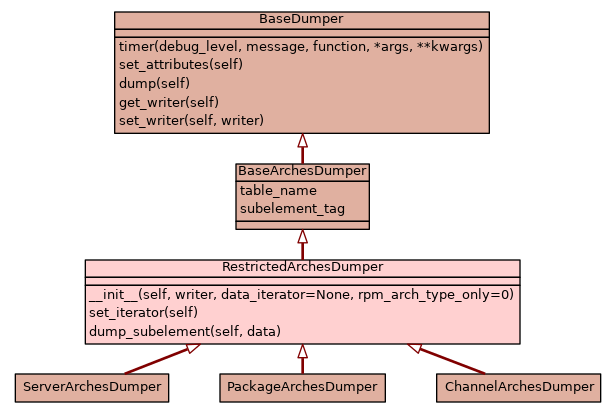 BaseDumper
timer(debug_level, message, function, *args, **kwargs)
set_attributes(self)
dump(self)
get_writer(self)
set_writer(self, writer)
BaseArchesDumper
table_name
subelement_tag
RestrictedArchesDumper
__init__(self, writer, data_iterator=None, rpm_arch_type_only=0)
set_iterator(self)
dump_subelement(self, data)
ServerArchesDumper
PackageArchesDumper
ChannelArchesDumper